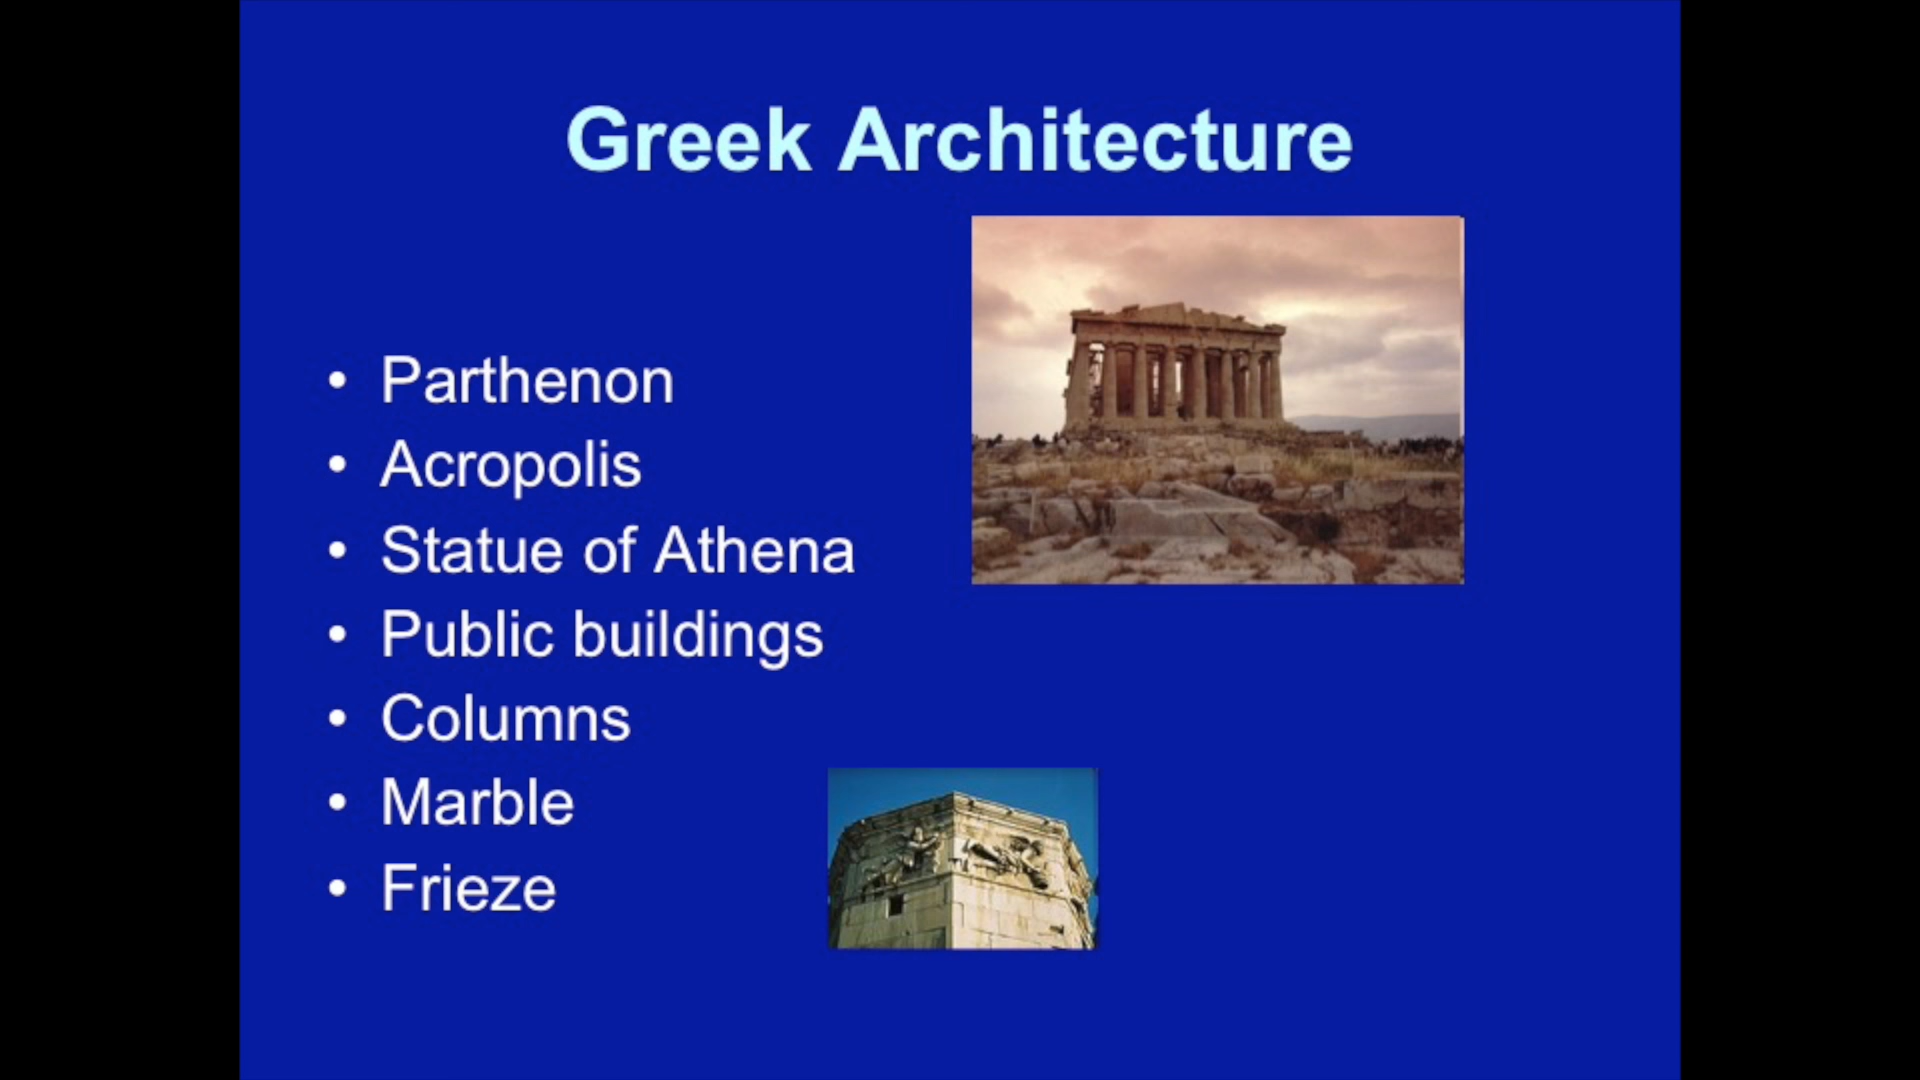 Greek Architecture
• Parthenon
• Acropolis
• Statue of Athena
• Public buildings
• Columns
• Marble
• Frieze